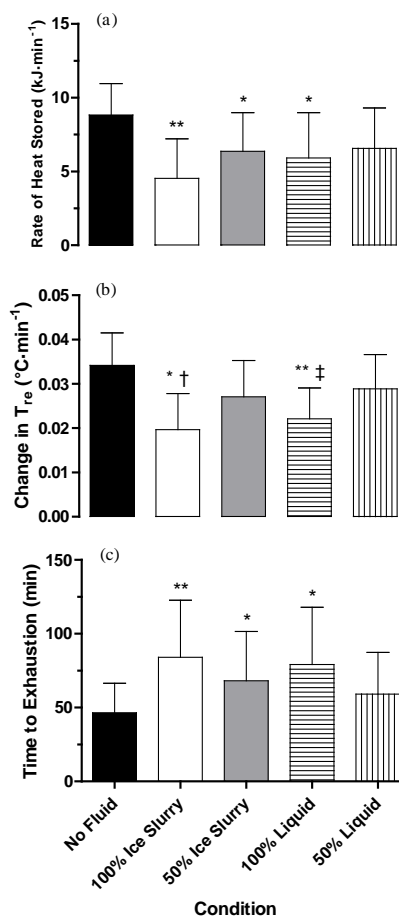 (a)
Rate of Heat Stored (kJ·min⁻¹)
15
10
5
0
**
*
*
(b)
Change in Tre (°C·min⁻¹)
0.05
0.04
0.03
0.02
0.01
0.00
* †
** ‡
(c)
Time to Exhaustion (min)
150
100
50
0
**
*
*
No Fluid
100% Ice Slurry
50% Ice Slurry
100% Liquid
50% Liquid
Condition